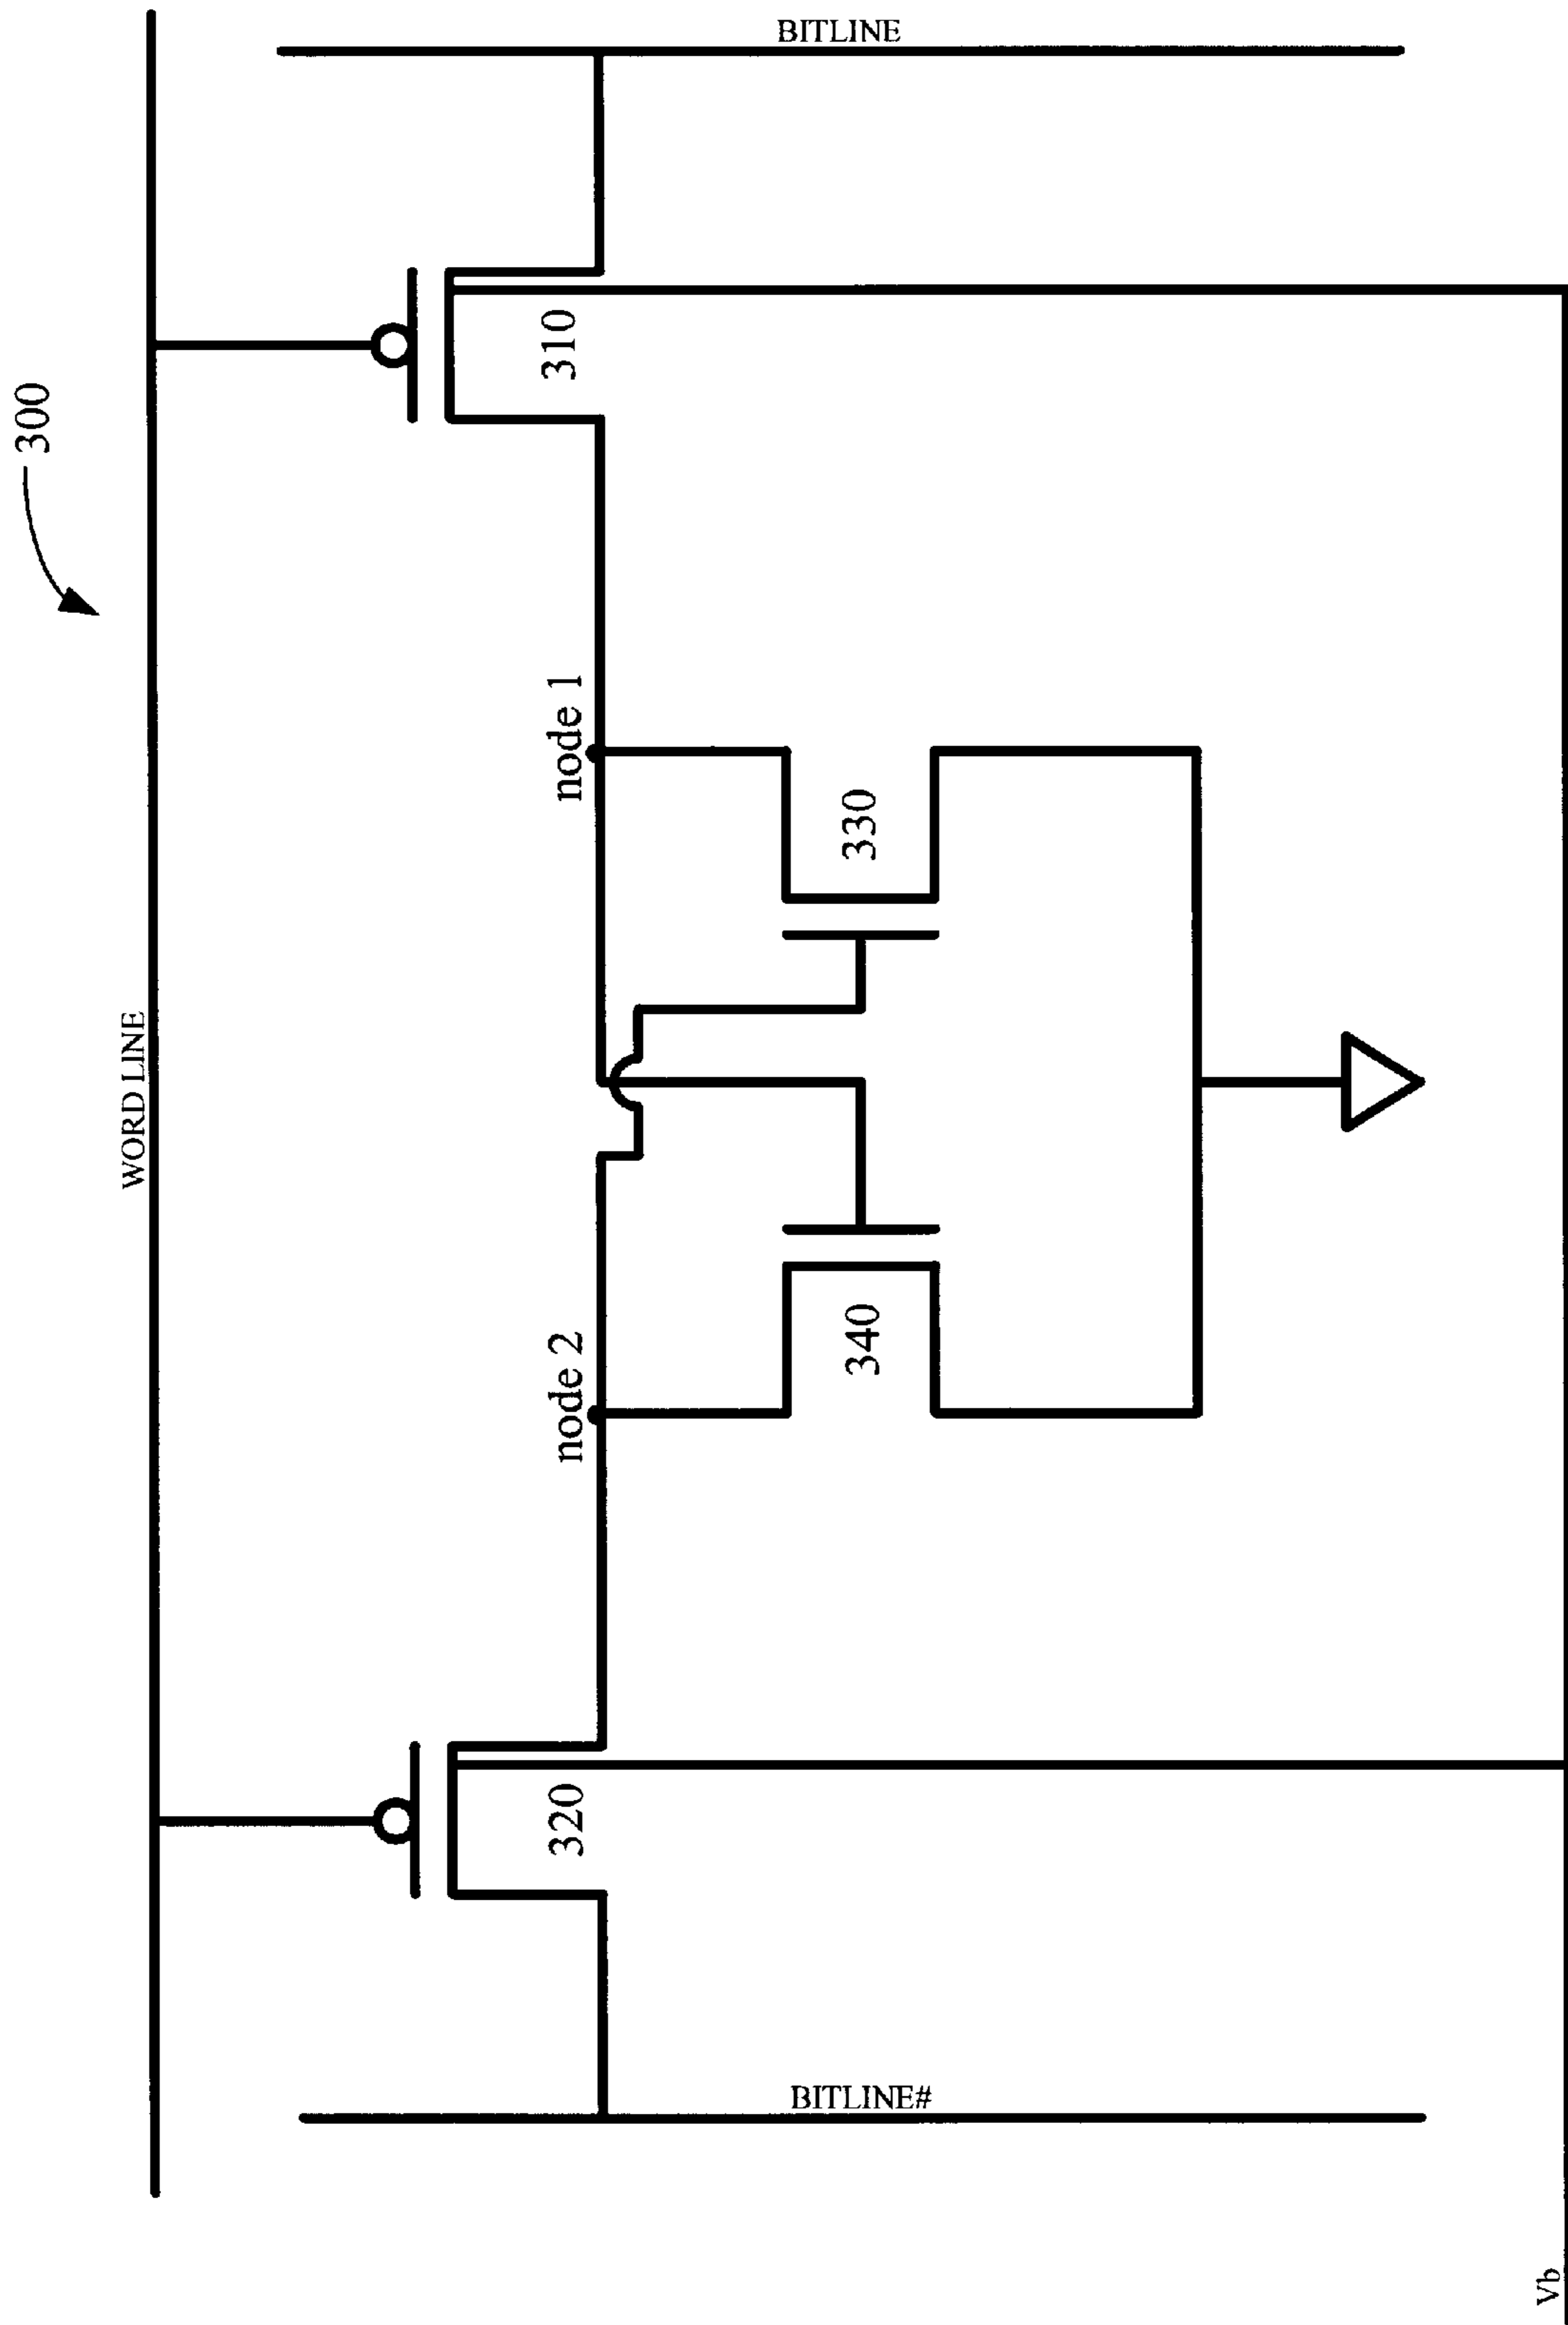 300
WORD LINE
BITLINE#
BITLINE
320
310
node 2
node 1
340
330
Vb